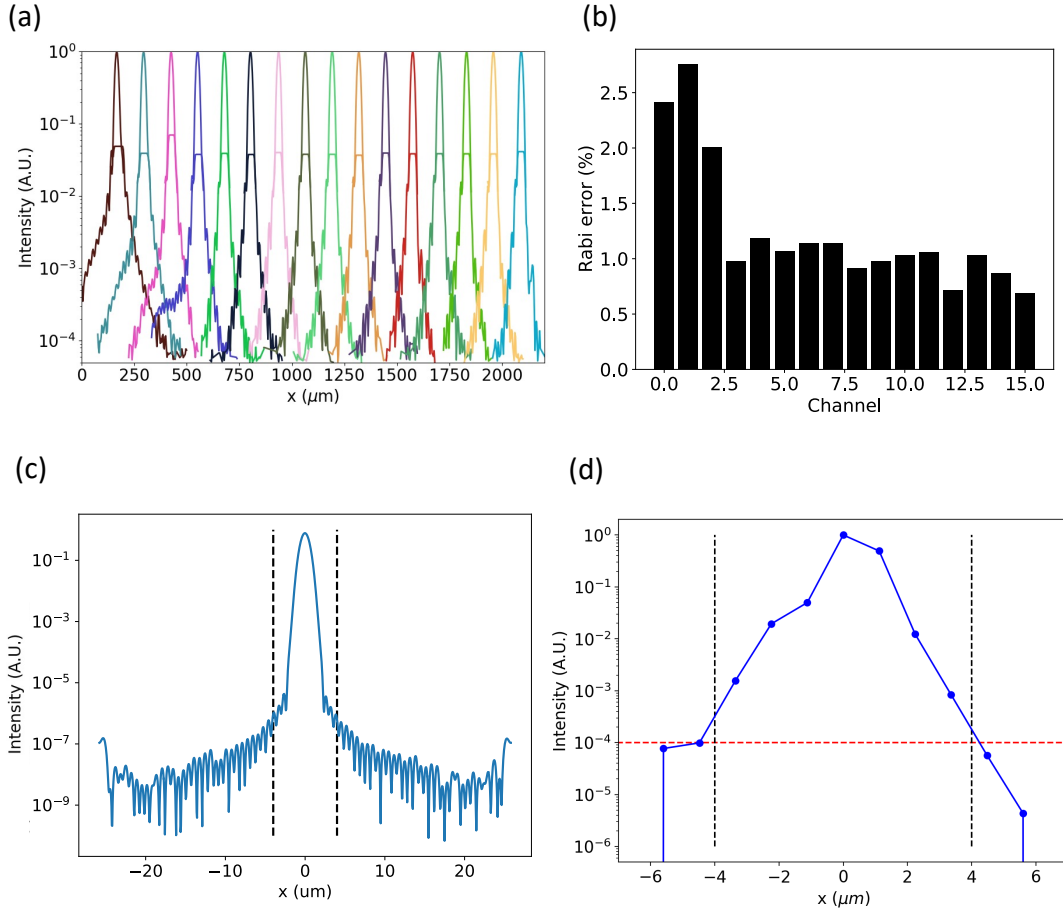 (a)
10⁰
10⁻¹
10⁻²
10⁻³
10⁻⁴
Intensity (A.U.)
0 250 500 750 1000 1250 1500 1750 2000
x (μm)
(b)
2.5
2.0
1.5
1.0
0.5
0.0
Rabi error (%)
0.0 2.5 5.0 7.5 10.0 12.5 15.0
Channel
(c)
10⁻¹
10⁻³
10⁻⁵
10⁻⁷
10⁻⁹
Intensity (A.U.)
−20 −10 0 10 20
x (um)
(d)
10⁰
10⁻¹
10⁻²
10⁻³
10⁻⁴
10⁻⁵
10⁻⁶
Intensity (A.U.)
−6 −4 −2 0 2 4 6
x (μm)